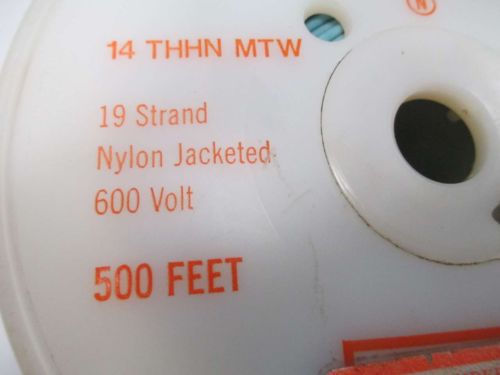 N
14 THHN MTW
19 Strand
Nylon Jacketed
600 Volt
500 FEET